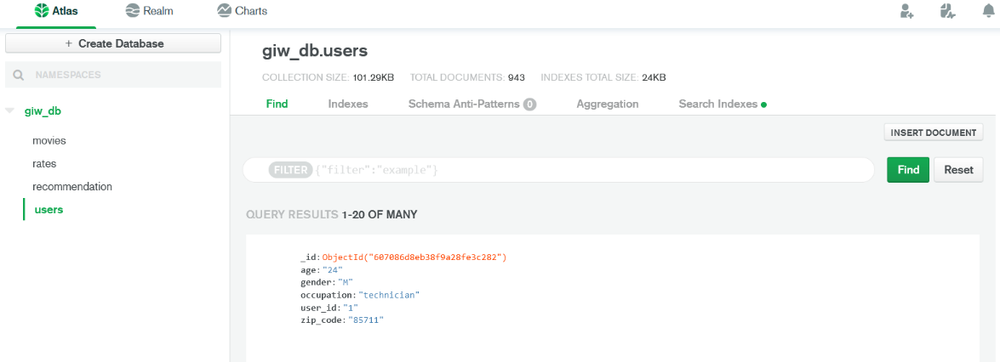 Atlas Realm Charts
+ Create Database
NAMESPACES
giw_db
movies
rates
recommendation
users
giw_db.users
COLLECTION SIZE: 101.29KB TOTAL DOCUMENTS: 943 INDEXES TOTAL SIZE: 24KB
Find Indexes Schema Anti-Patterns 0 Aggregation Search Indexes
INSERT DOCUMENT
FILTER {"filter":"example"} Find Reset
QUERY RESULTS 1-20 OF MANY
_id:ObjectId("607086d8eb38f9a28fe3c282")
age:"24"
gender:"M"
occupation:"technician"
user_id:"1"
zip_code:"85711"